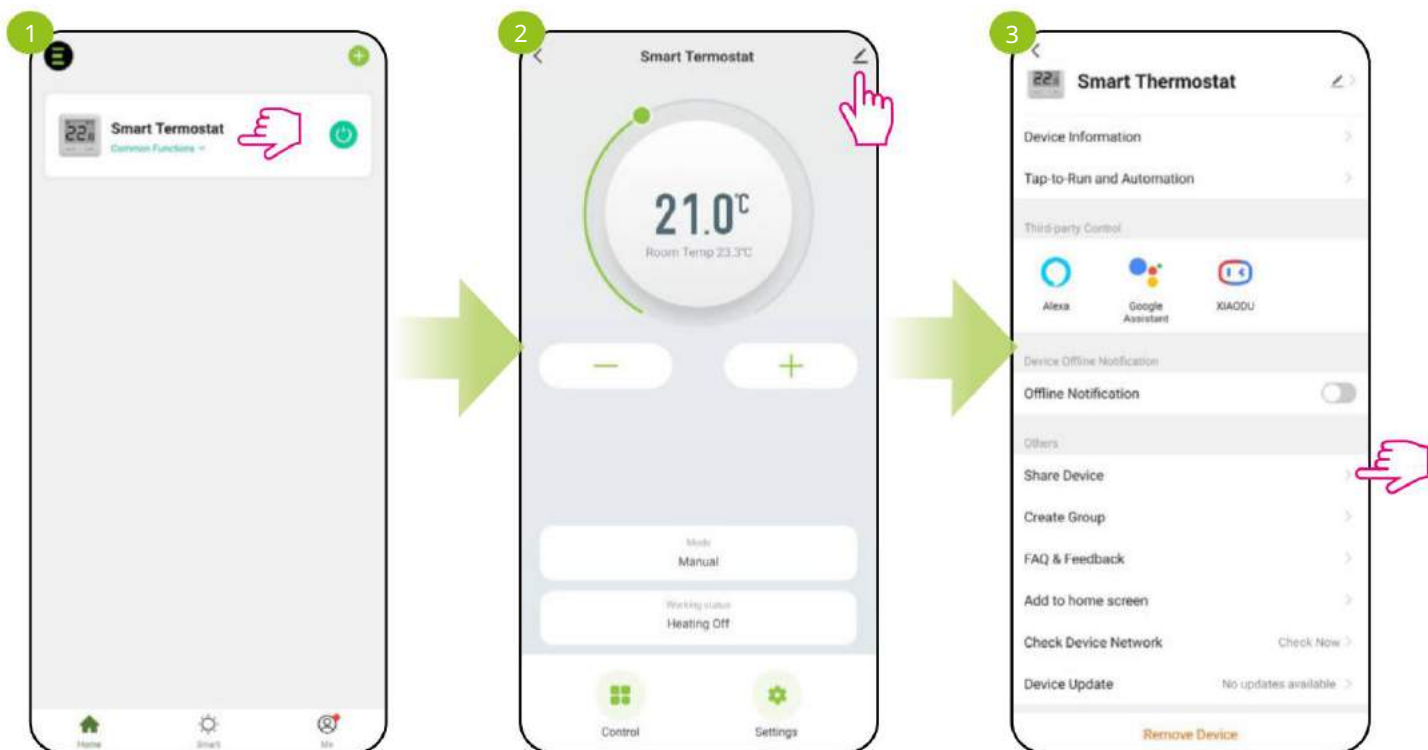 1
Smart Termostat
Common Functions
Home
Smart
Me
2
Smart Termostat
21.0°C
Room Temp 23.3°C
Mode
Manual
Working status
Heating Off
Control
Settings
3
Smart Thermostat
Device Information
Tap-to-Run and Automation
Third-party Control
Alexa
Google
Assistant
XIAODU
Device Offline Notification
Offline Notification
Others
Share Device
Create Group
FAQ & Feedback
Add to home screen
Check Device Network Check Now
Device Update No updates available
Remove Device